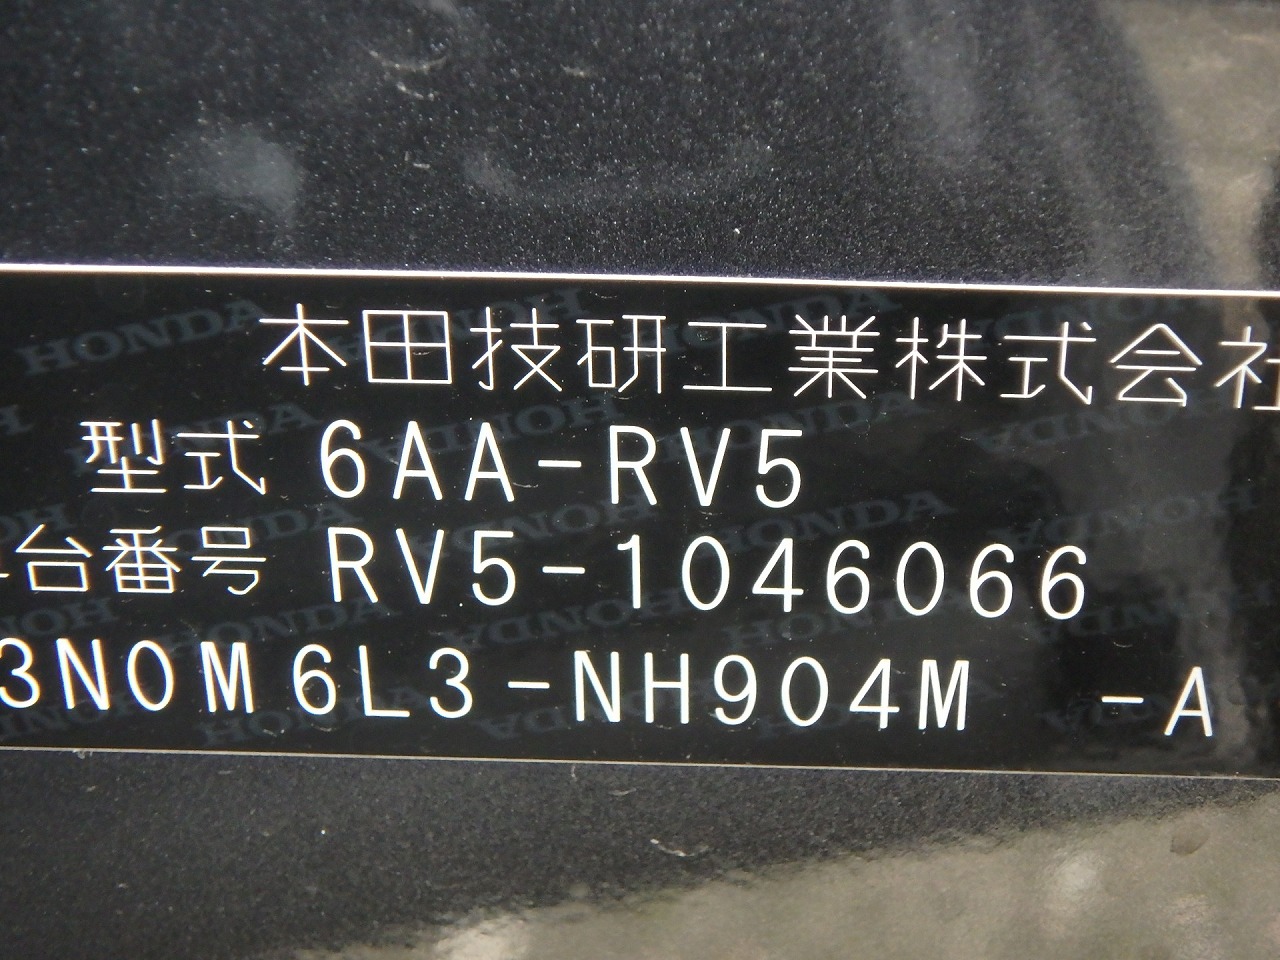 本田技研工業株式会社
型式 6AA-RV5
台番号 RV5-1046066
3N0M6L3-NH904M -A